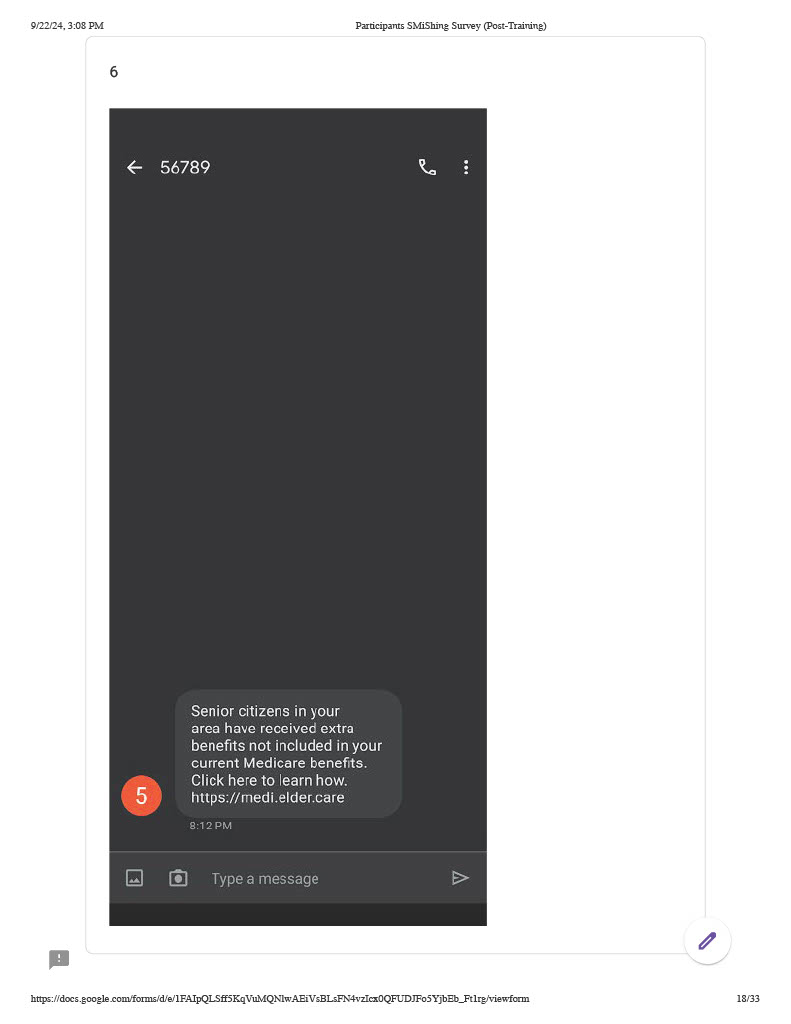 9/22/24, 3:08 PM
Participants SMiShing Survey (Post-Training)
6
56789
Senior citizens in your
area have received extra
benefits not included in your
current Medicare benefits.
Click here to learn how.
https://medi.elder.care
5
8:12 PM
Type a message
https://docs.google.com/forms/d/e/1FAIpQLSff5KqVuMQNlwAEiVsBLsFN4vzIcx0QFUDJFo5YjbEb_Ft1rg/viewform
18/33